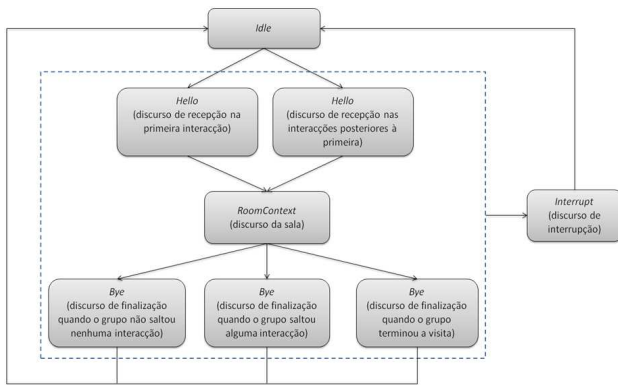 Idle
Hello
(discurso de recepção na
primeira interacção)
Hello
(discurso de recepção nas
interacções posteriores à
primeira)
RoomContext
(discurso da sala)
Interrupt
(discurso de
interrupção)
Bye
(discurso de finalização
quando o grupo não saltou
nenhuma interacção)
Bye
(discurso de finalização
quando o grupo saltou
alguma interacção)
Bye
(discurso de finalização
quando o grupo
terminou a visita)